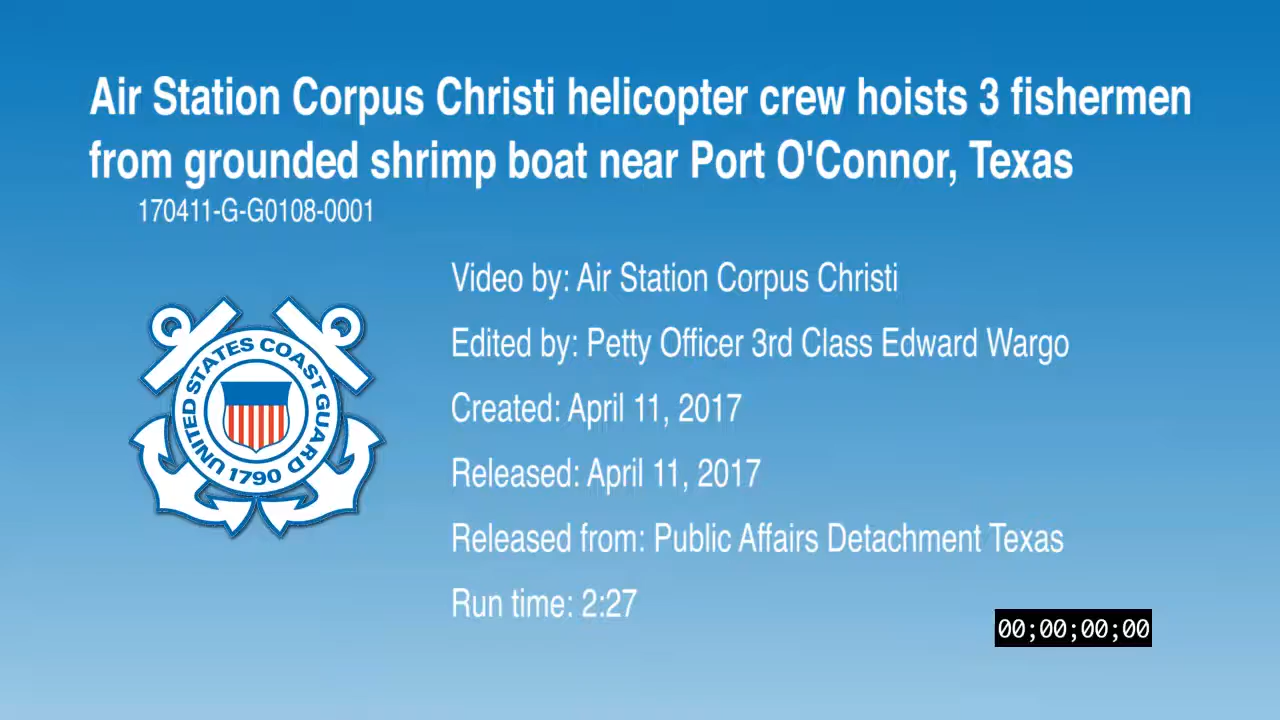 Air Station Corpus Christi helicopter crew hoists 3 fishermen
from grounded shrimp boat near Port O'Connor, Texas
170411-G-G0108-0001
Video by: Air Station Corpus Christi
Edited by: Petty Officer 3rd Class Edward Wargo
Created: April 11, 2017
Released: April 11, 2017
Released from: Public Affairs Detachment Texas
Run time: 2:27
UNITED STATES COAST GUARD
1790
00;00;00;00